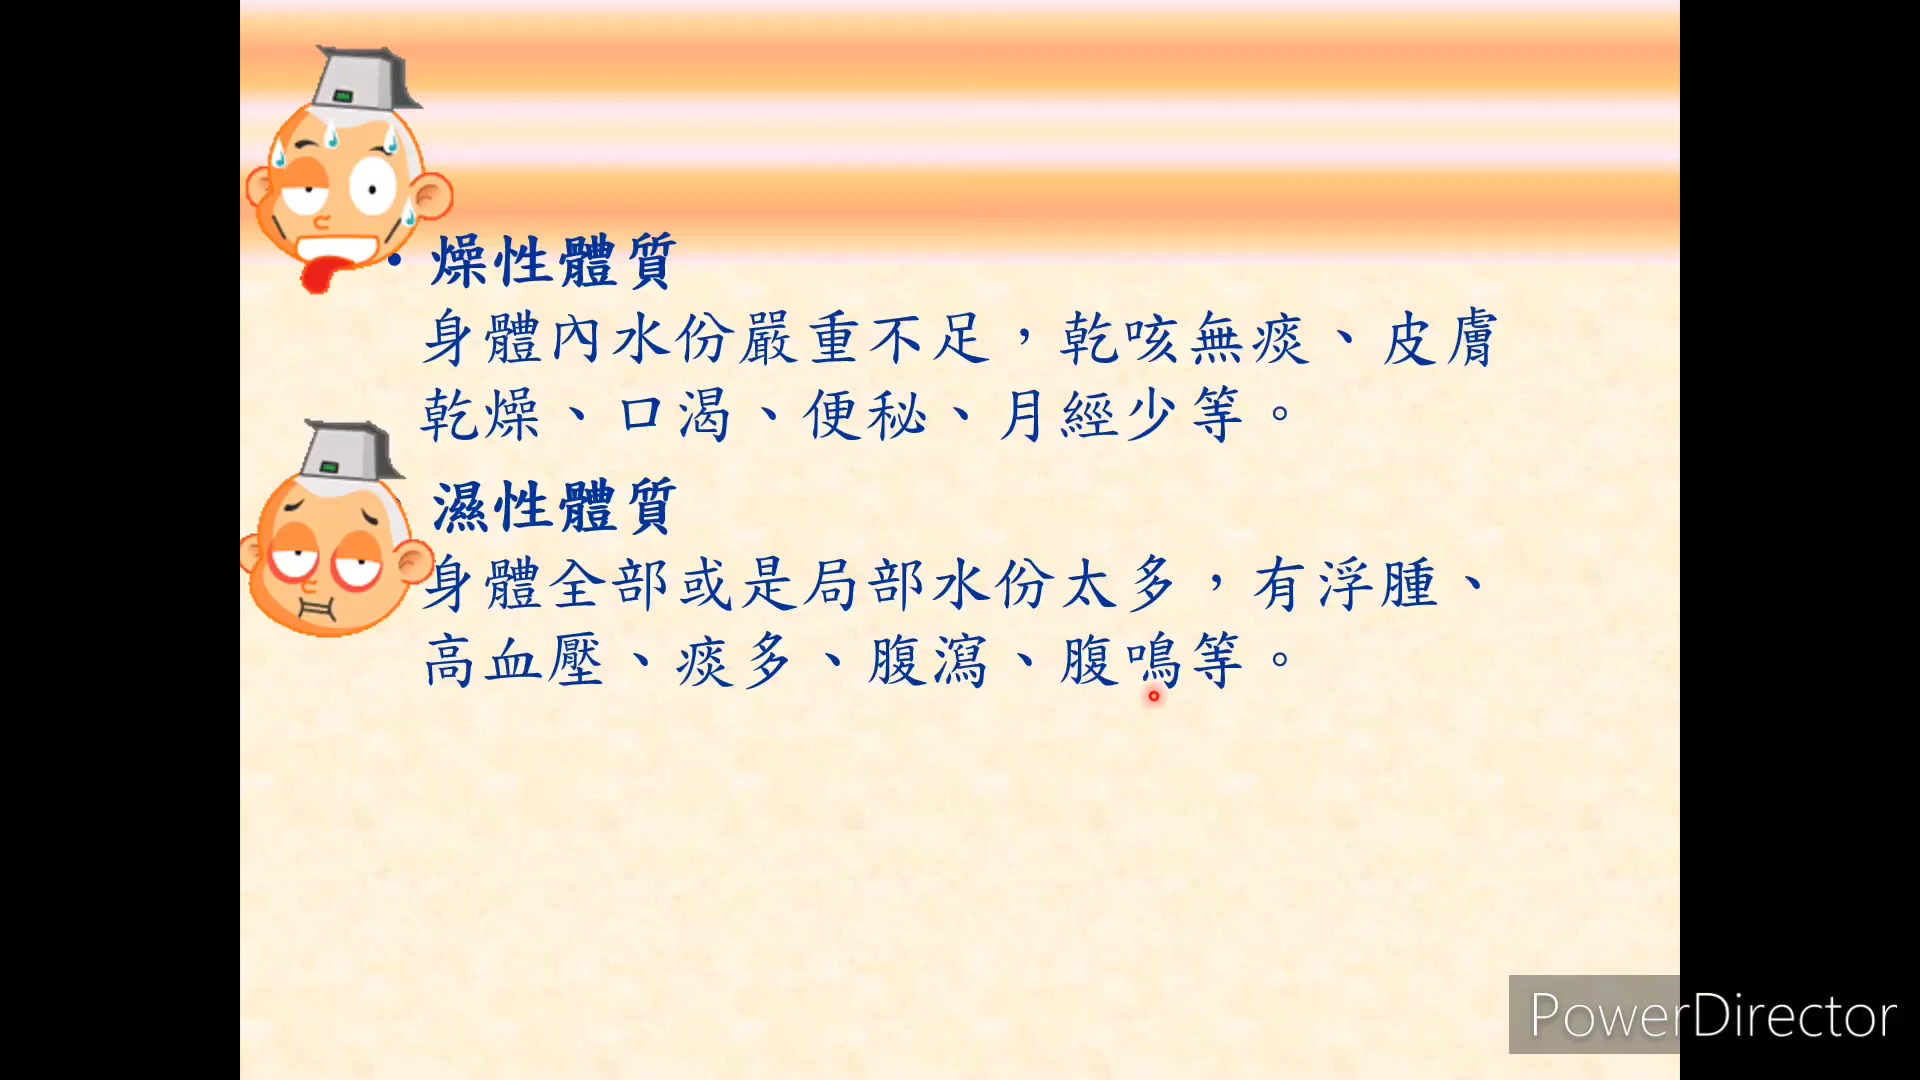 • 燥性體質
身體內水份嚴重不足，乾咳無痰、皮膚
乾燥、口渴、便秘、月經少等。
濕性體質
身體全部或是局部水份太多，有浮腫、
高血壓、痰多、腹瀉、腹鳴等。
PowerDirector